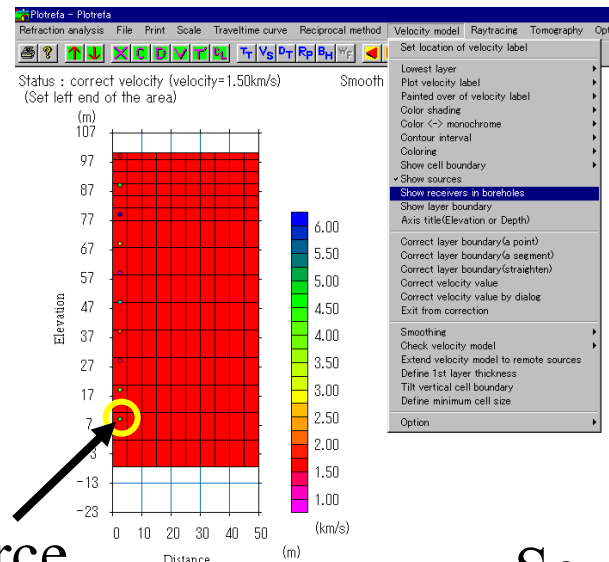 Plotrefa - Plotrefa
Refraction analysis File Print Scale Traveltime curve Reciprocal method Velocity model Raytracing Tomography Opt
X C D V T TT VS DT RP BH WF
Status : correct velocity (velocity=1.50km/s) Smooth
(Set left end of the area)
Set location of velocity label
Lowest layer
Plot velocity label
Painted over of velocity label
Color shading
Color <-> monochrome
Contour interval
Coloring
Show cell boundary
✓Show sources
Show receivers in boreholes
Show layer boundary
Axis title(Elevation or Depth)
Correct layer boundary(a point)
Correct layer boundary(a segment)
Correct layer boundary(straighten)
Correct velocity value
Correct velocity value by dialog
Exit from correction
Smoothing
Check velocity model
Extend velocity model to remote sources
Define 1st layer thickness
Tilt vertical cell boundary
Define minimum cell size
Option
(m)
107
97
87
77
67
57
47
37
27
17
7
3
-13
-23
Elevation
0 10 20 30 40 50
(m)
Distance
6.00
5.50
5.00
4.50
4.00
3.50
3.00
2.50
2.00
1.50
1.00
(km/s)
rce
So